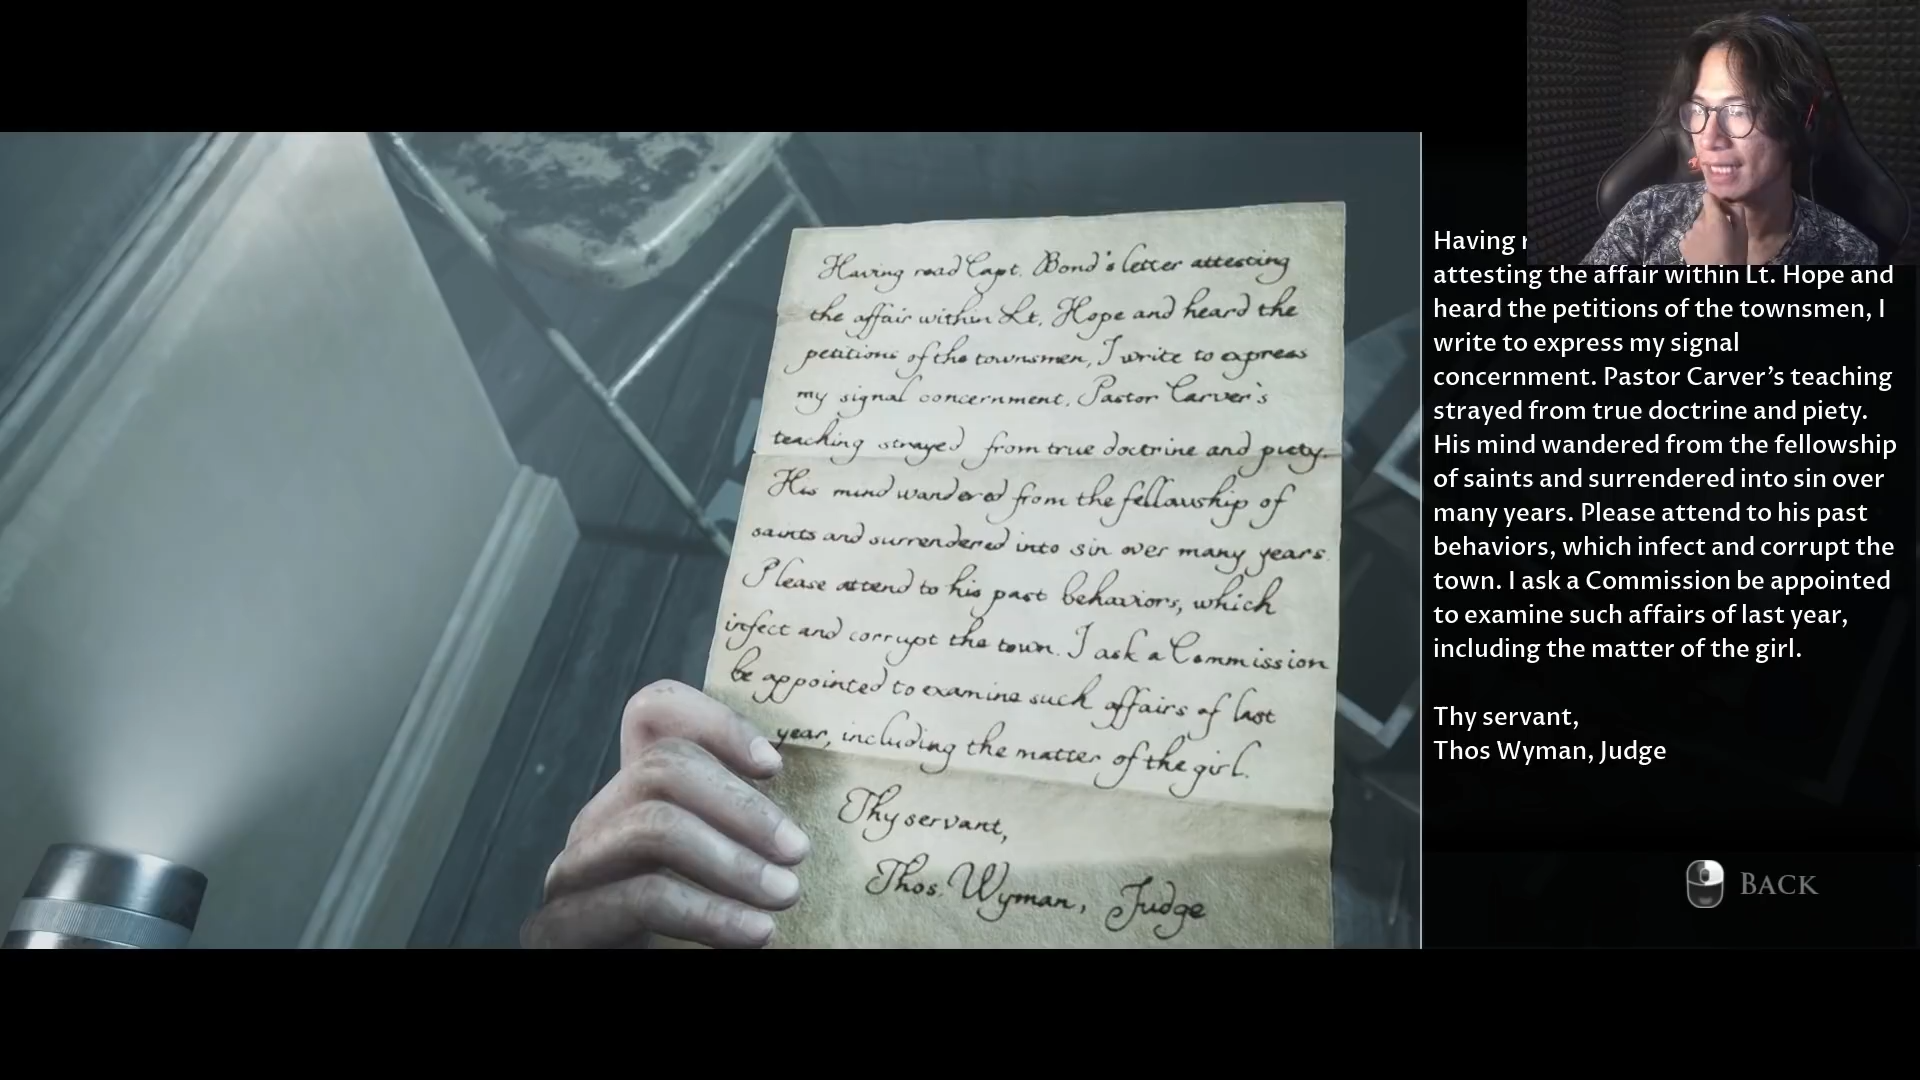 Having read Capt. Bond's letter attesting
the affair within Lt. Hope and heard the
petitions of the townsmen, I write to express
my signal concernment. Pastor Carver's
teaching strayed from true doctrine and piety.
His mind wandered from the fellowship of
saints and surrendered into sin over many years.
Please attend to his past behaviors, which
infect and corrupt the town. I ask a Commission
be appointed to examine such affairs of last
year, including the matter of the girl.
Thy servant,
Thos. Wyman, Judge
Having
attesting the affair within Lt. Hope and
heard the petitions of the townsmen, I
write to express my signal
concernment. Pastor Carver's teaching
strayed from true doctrine and piety.
His mind wandered from the fellowship
of saints and surrendered into sin over
many years. Please attend to his past
behaviors, which infect and corrupt the
town. I ask a Commission be appointed
to examine such affairs of last year,
including the matter of the girl.
Thy servant,
Thos Wyman, Judge
BACK